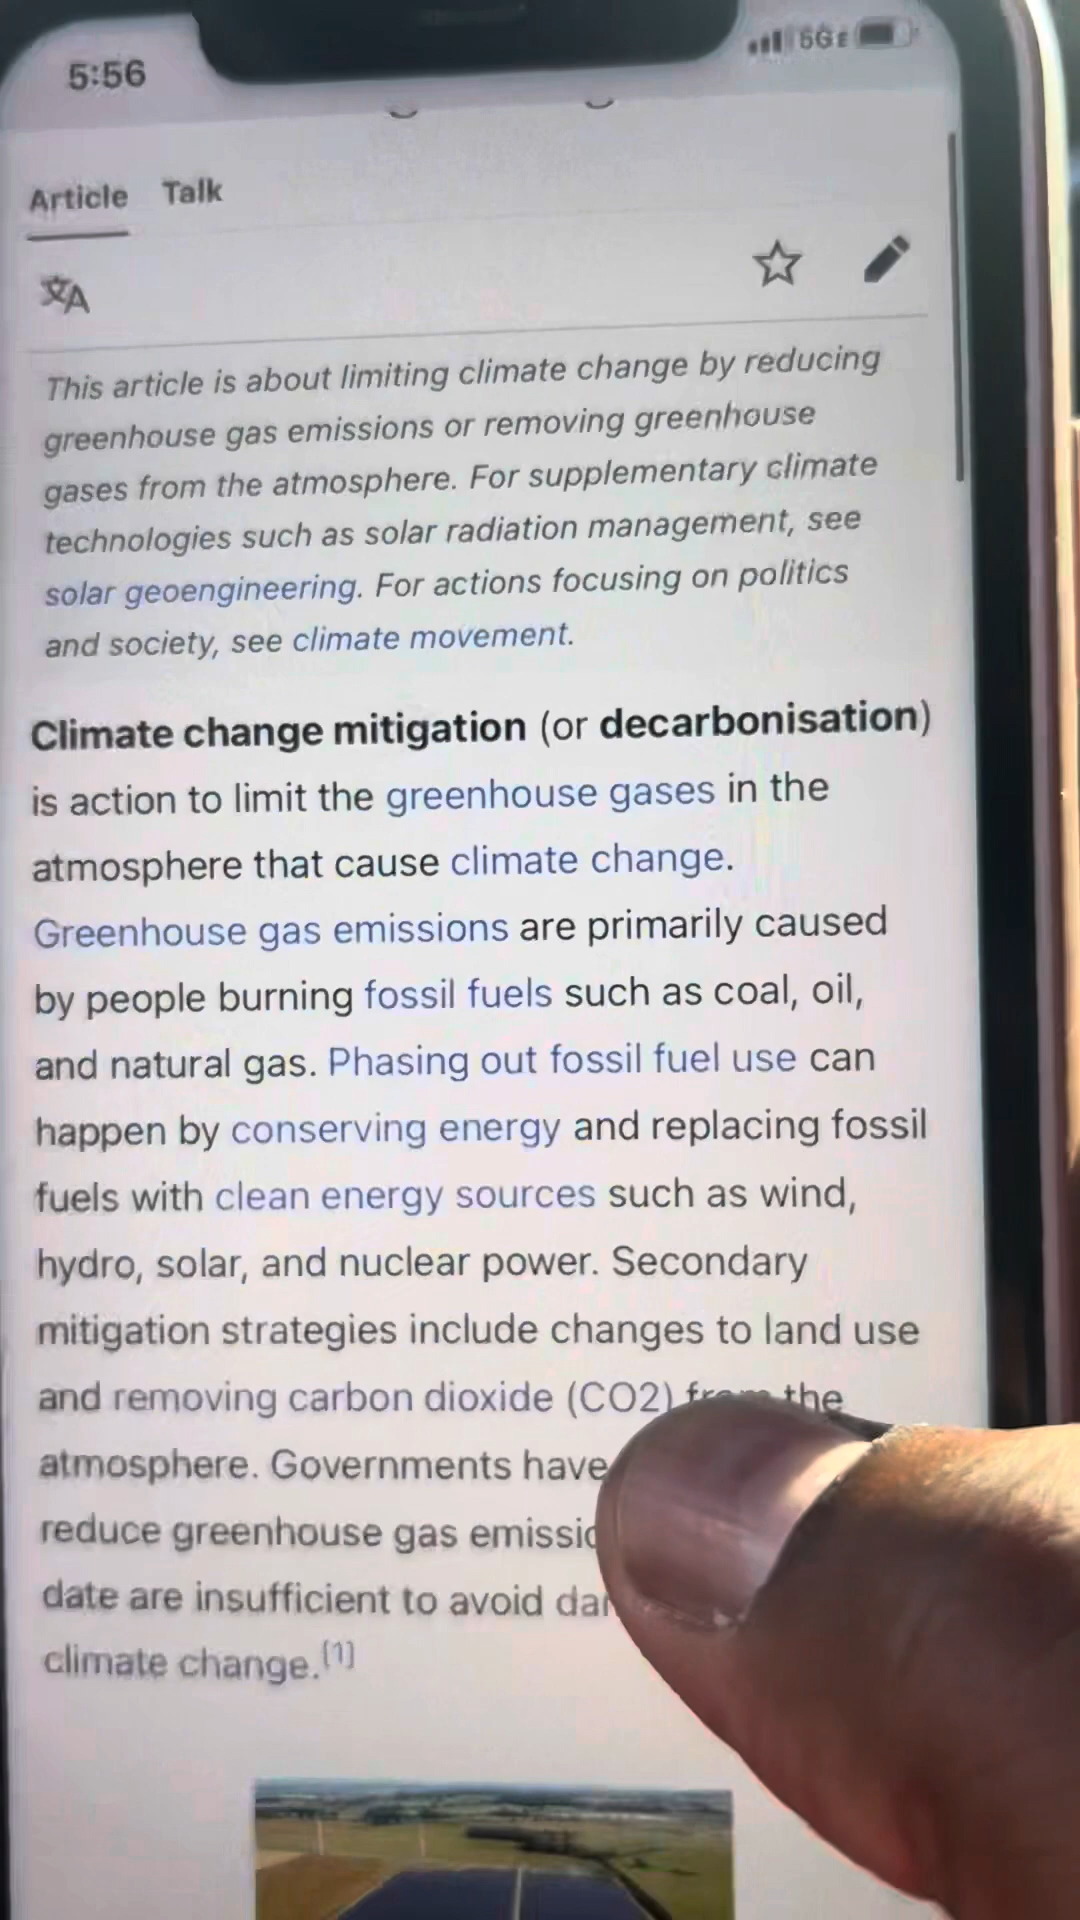 5:56
5GE
Article Talk
文A
This article is about limiting climate change by reducing
greenhouse gas emissions or removing greenhouse
gases from the atmosphere. For supplementary climate
technologies such as solar radiation management, see
solar geoengineering. For actions focusing on politics
and society, see climate movement.
Climate change mitigation (or decarbonisation)
is action to limit the greenhouse gases in the
atmosphere that cause climate change.
Greenhouse gas emissions are primarily caused
by people burning fossil fuels such as coal, oil,
and natural gas. Phasing out fossil fuel use can
happen by conserving energy and replacing fossil
fuels with clean energy sources such as wind,
hydro, solar, and nuclear power. Secondary
mitigation strategies include changes to land use
and removing carbon dioxide (CO2) from the
atmosphere. Governments have
reduce greenhouse gas
date are insufficient to avoid
climate change.[1]